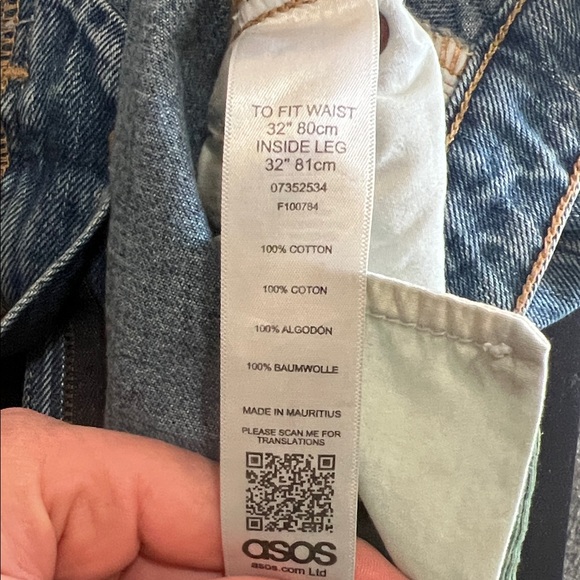 TO FIT WAIST
32" 80cm
INSIDE LEG
32" 81cm
07352534
F100784
100% COTTON
100% COTON
100% ALGODÓN
100% BAUMWOLLE
MADE IN MAURITIUS
PLEASE SCAN ME FOR
TRANSLATIONS
asos
asos.com Ltd